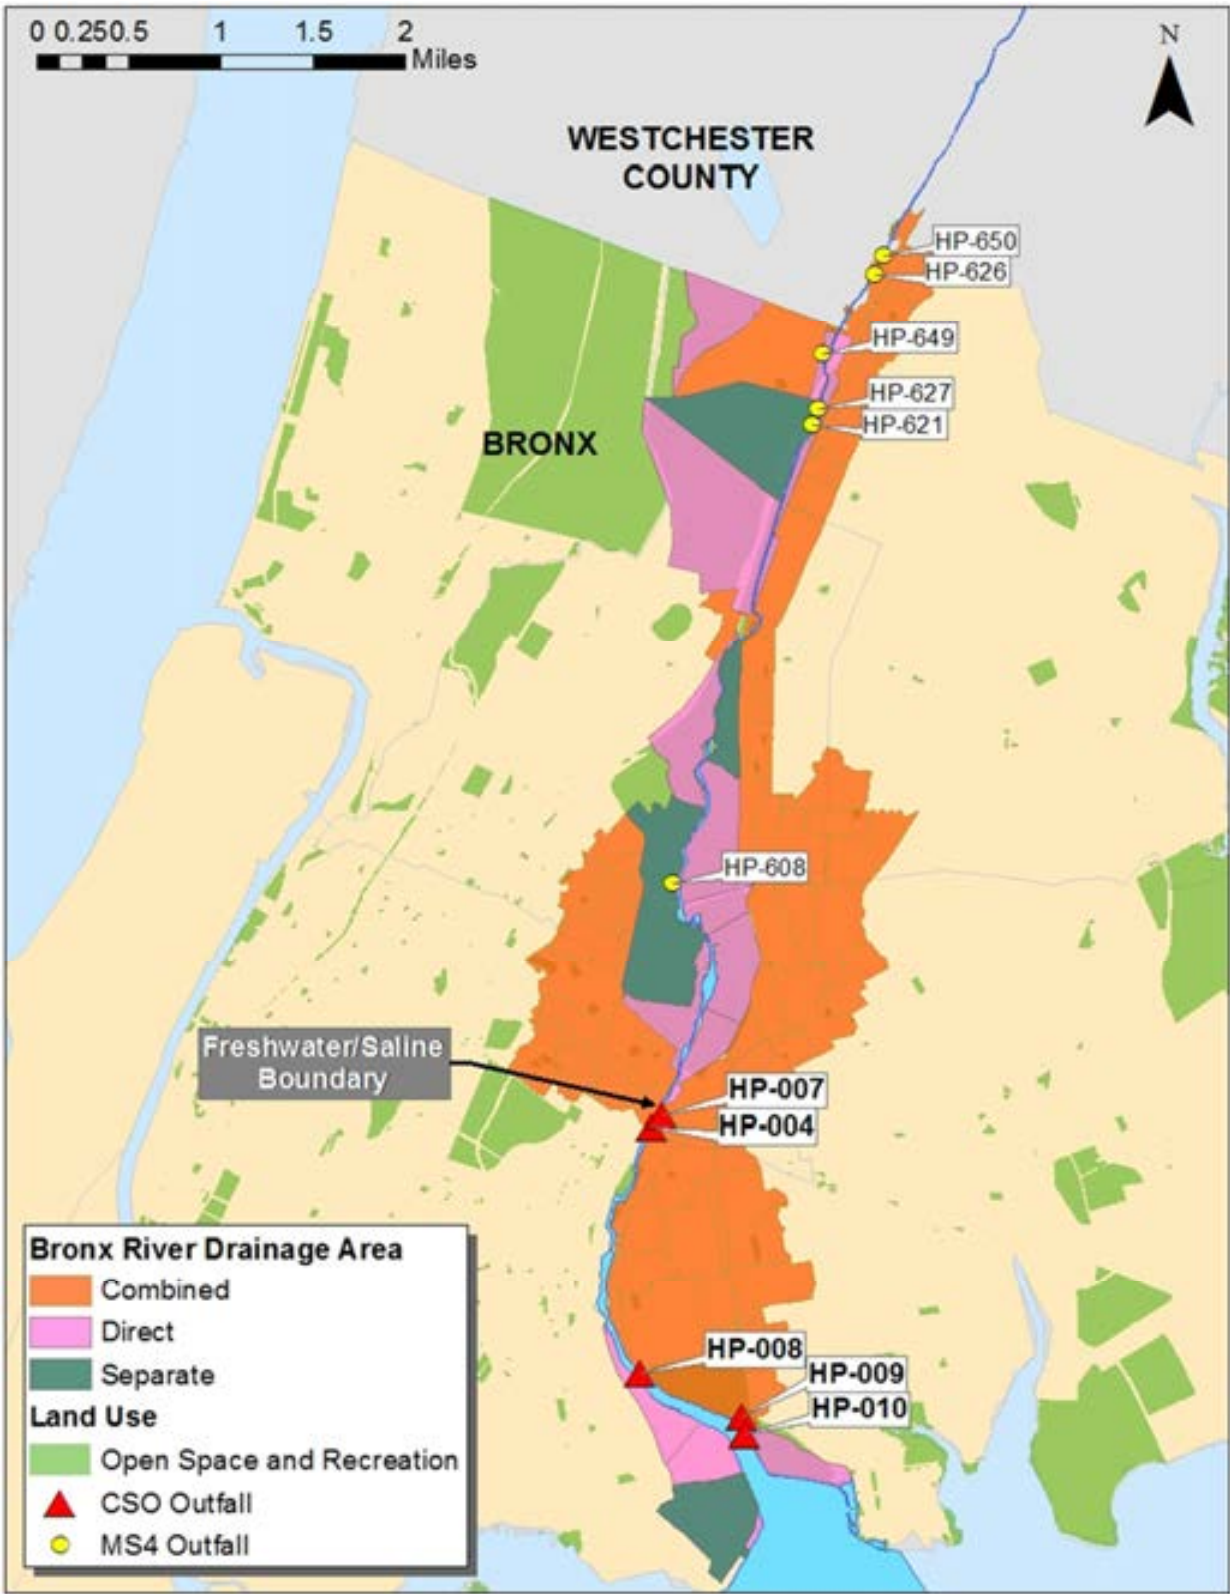 0 0.25 0.5 1 1.5 2
Miles
N
WESTCHESTER
COUNTY
HP-650
HP-626
HP-649
HP-627
HP-621
BRONX
HP-608
Freshwater/Saline
Boundary
HP-007
HP-004
HP-008
HP-009
HP-010
Bronx River Drainage Area
Combined
Direct
Separate
Land Use
Open Space and Recreation
CSO Outfall
MS4 Outfall